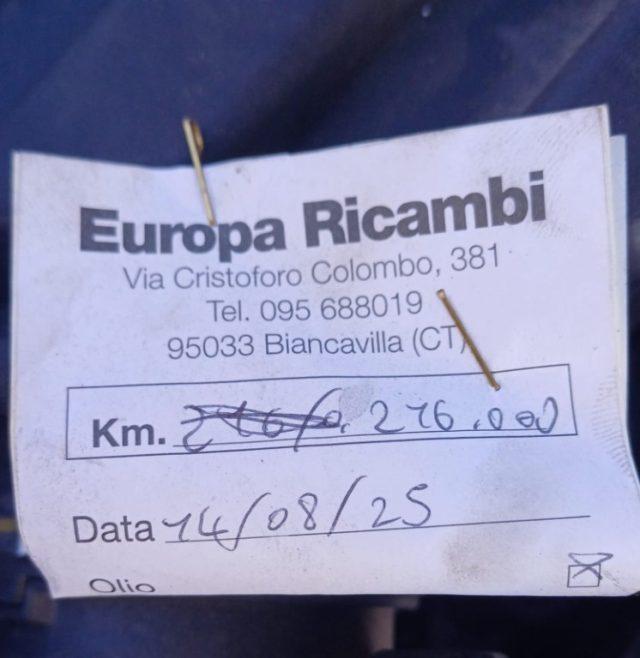 Europa Ricambi
Via Cristoforo Colombo, 381
Tel. 095 688019
95033 Biancavilla (CT)
Km. 276.000
Data 14/08/25
Olio